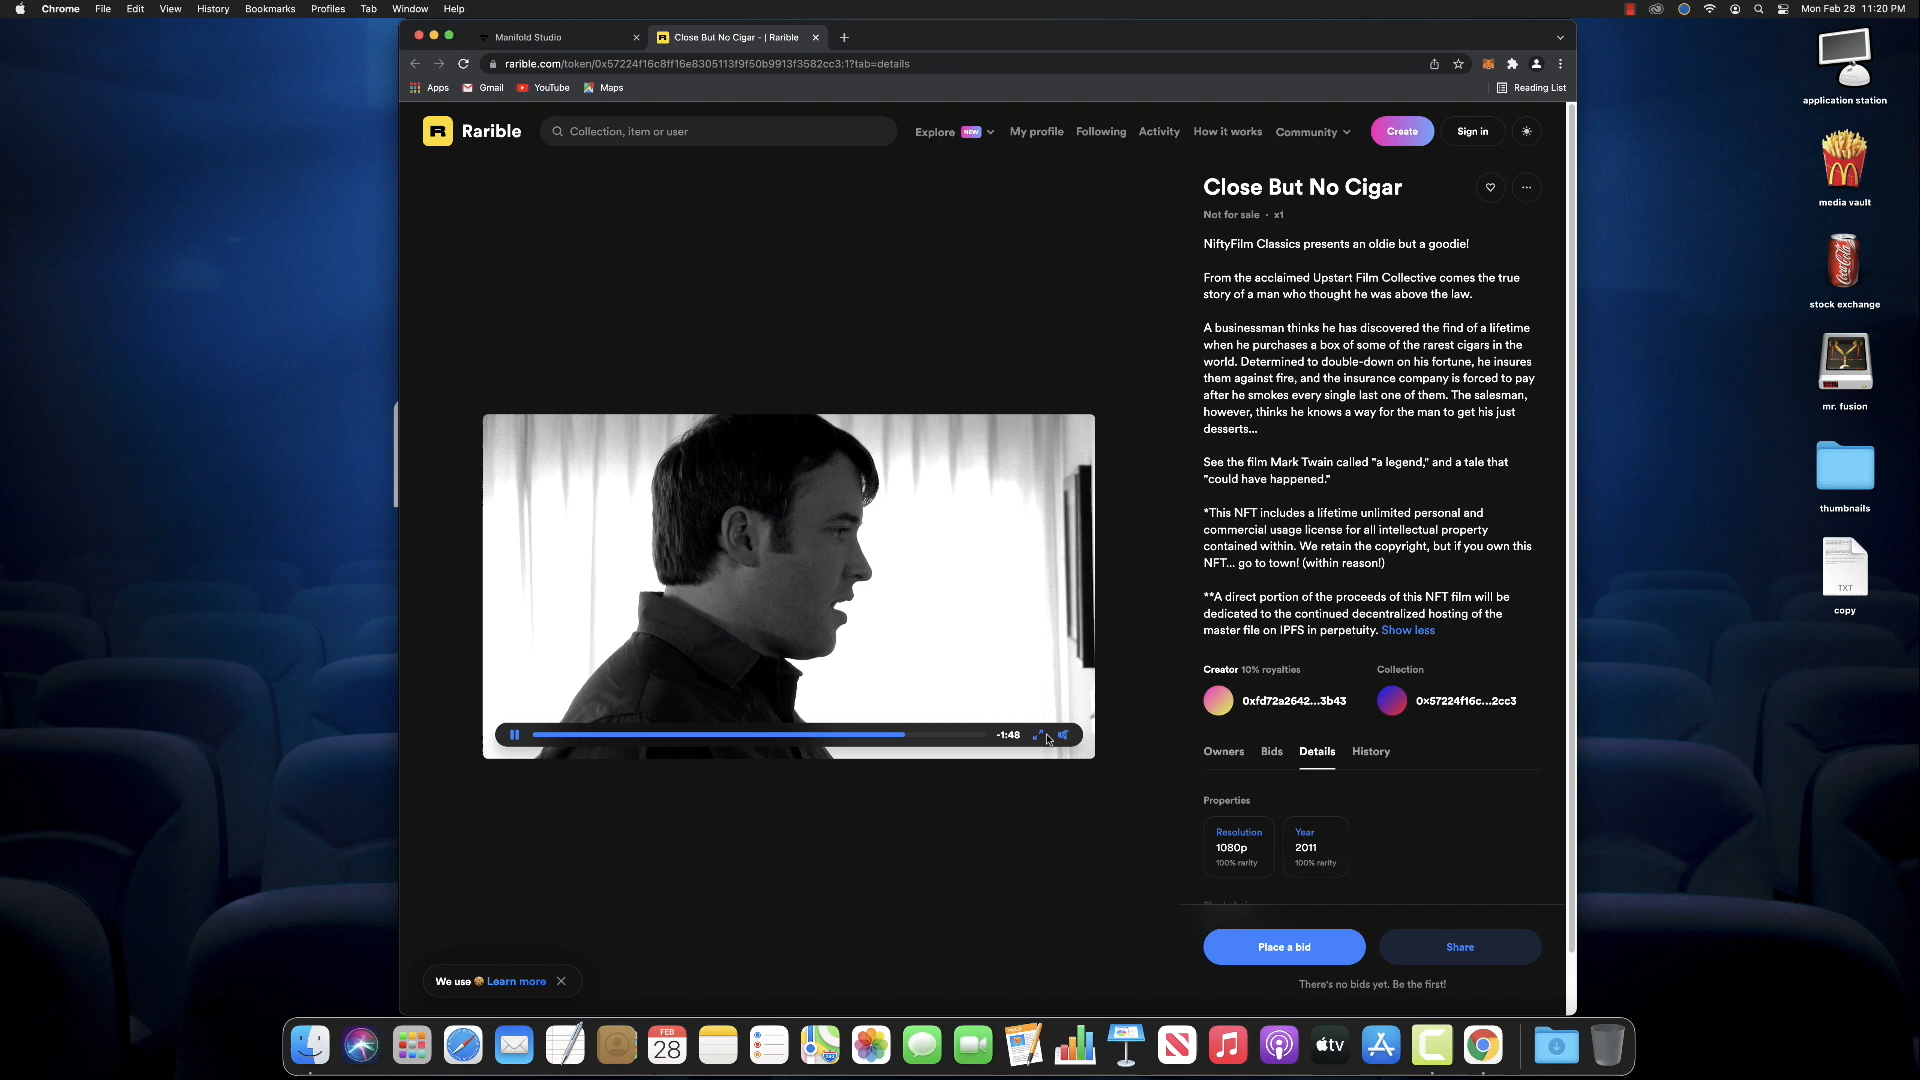 Chrome File Edit View History Bookmarks Profiles Tab Window Help
Mon Feb 28 11:20 PM
Manifold Studio
Close But No Cigar - | Rarible
rarible.com/token/0x57224f16c8ff16e8305113f9f50b9913f3582cc3:1?tab=details
Apps Gmail YouTube Maps
Reading List
R Rarible
Collection, item or user
Explore NEW My profile Following Activity How it works Community
Create
Sign in
Close But No Cigar
Not for sale · x1
NiftyFilm Classics presents an oldie but a goodie!
From the acclaimed Upstart Film Collective comes the true
story of a man who thought he was above the law.
A businessman thinks he has discovered the find of a lifetime
when he purchases a box of some of the rarest cigars in the
world. Determined to double-down on his fortune, he insures
them against fire, and the insurance company is forced to pay
after he smokes every single last one of them. The salesman,
however, thinks he knows a way for the man to get his just
desserts...
See the film Mark Twain called "a legend," and a tale that
"could have happened."
*This NFT includes a lifetime unlimited personal and
commercial usage license for all intellectual property
contained within. We retain the copyright, but if you own this
NFT... go to town! (within reason!)
**A direct portion of the proceeds of this NFT film will be
dedicated to the continued decentralized hosting of the
master file on IPFS in perpetuity. Show less
-1:48
Creator 10% royalties
Collection
0xfd72a2642...3b43
0x57224f16c...2cc3
Owners Bids Details History
Properties
Resolution
1080p
100% rarity
Year
2011
100% rarity
Place a bid
Share
There's no bids yet. Be the first!
We use Learn more
application station
media vault
Coca-Cola
stock exchange
mr. fusion
thumbnails
TXT
copy
FEB
28
tv